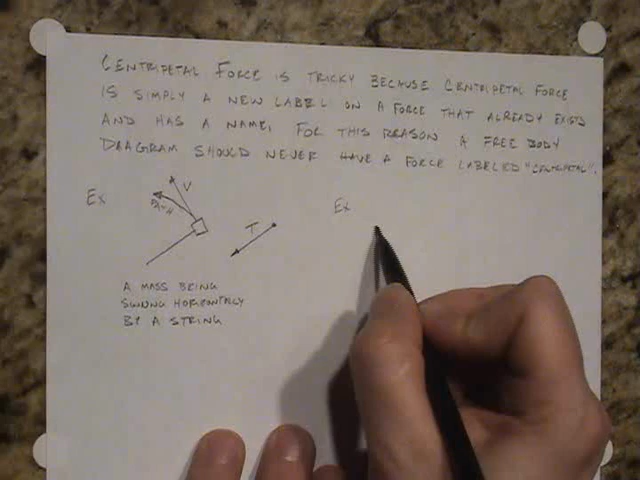 CENTRIPETAL FORCE IS TRICKY BECAUSE CENTRIPETAL FORCE
IS SIMPLY A NEW LABEL ON A FORCE THAT ALREADY EXISTS
AND HAS A NAME. FOR THIS REASON A FREE BODY
DIAGRAM SHOULD NEVER HAVE A FORCE LABELED "CENTRIPETAL".
Ex
V
PATH
T
A MASS BEING
SWUNG HORIZONTALLY
BY A STRING
Ex